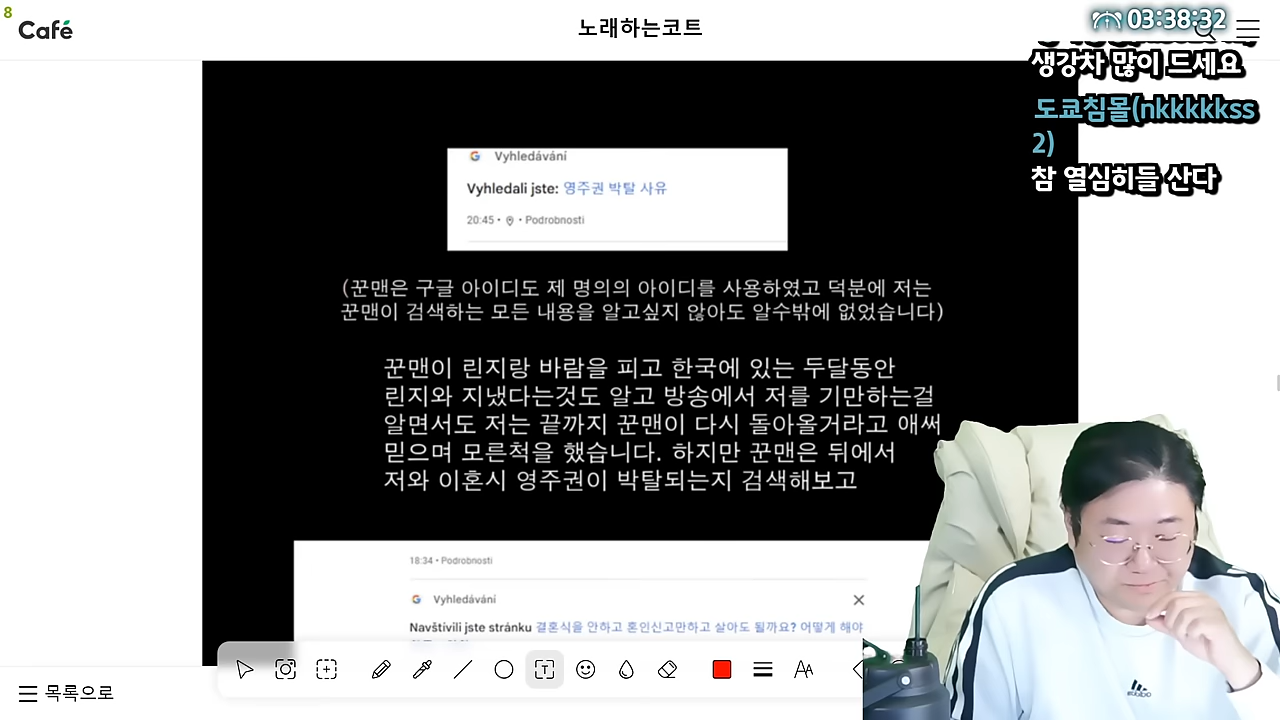 8
Café
노래하는코트
03:38:32
생강차 많이 드세요
도쿄침몰(nkkkkkss
2)
참 열심히들 산다
Vyhledávání
Vyhledali jste: 영주권 박탈 사유
20:45 • • Podrobnosti
(꾼맨은 구글 아이디도 제 명의의 아이디를 사용하였고 덕분에 저는
꾼맨이 검색하는 모든 내용을 알고싶지 않아도 알수밖에 없었습니다)
꾼맨이 린지랑 바람을 피고 한국에 있는 두달동안
린지와 지냈다는것도 알고 방송에서 저를 기만하는걸
알면서도 저는 끝까지 꾼맨이 다시 돌아올거라고 애써
믿으며 모른척을 했습니다. 하지만 꾼맨은 뒤에서
저와 이혼시 영주권이 박탈되는지 검색해보고
18:34 • Podrobnosti
Vyhledávání
Navštívili jste stránku 결혼식을 안하고 혼인신고만하고 살아도 될까요? 어떻게 해야
목록으로